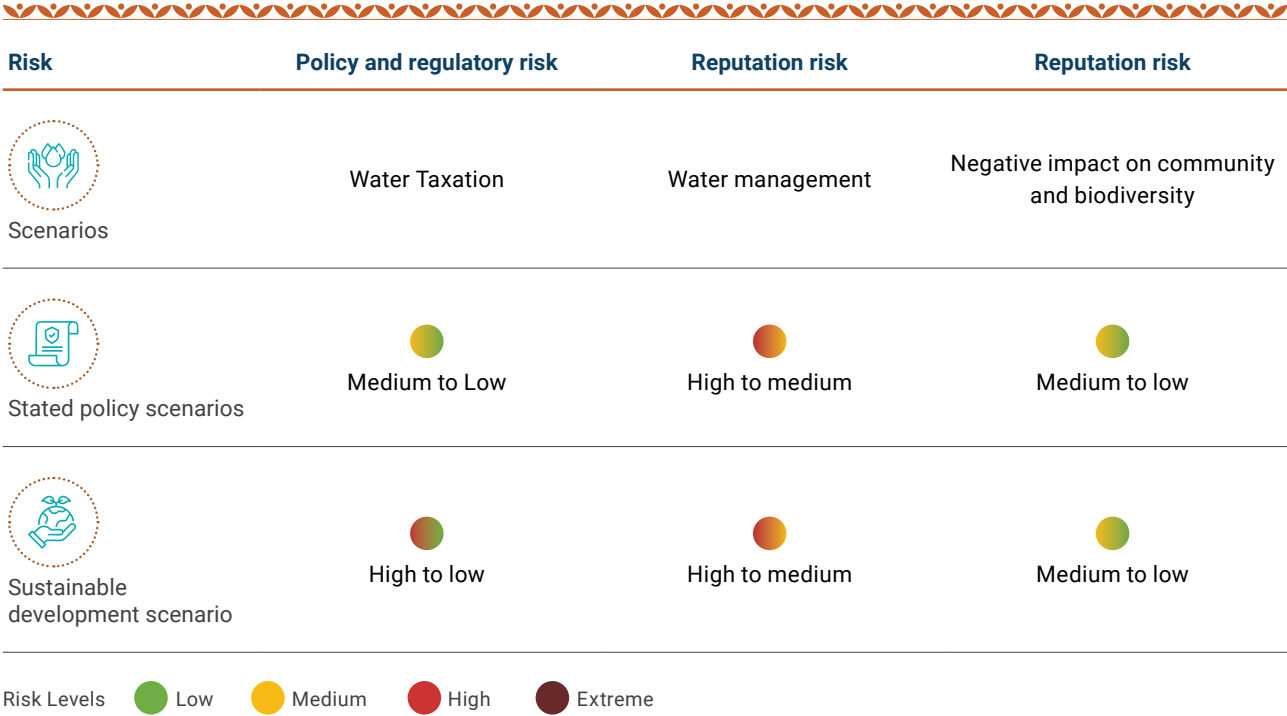 Risk Policy and regulatory risk Reputation risk Reputation risk
Scenarios
Water Taxation
Water management
Negative impact on community
and biodiversity
Stated policy scenarios
Medium to Low
High to medium
Medium to low
Sustainable
development scenario
High to low
High to medium
Medium to low
Risk Levels Low Medium High Extreme